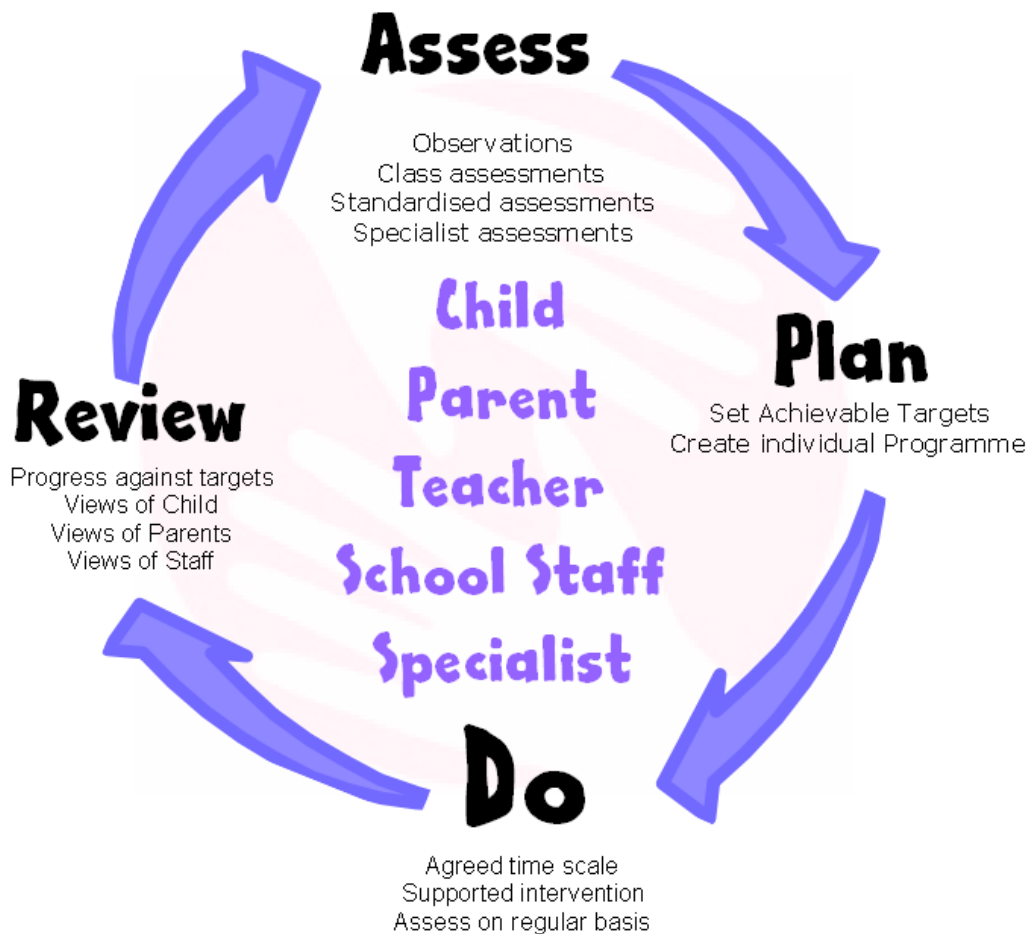 Assess
Observations
Class assessments
Standardised assessments
Specialist assessments
Child
Parent
Teacher
School Staff
Specialist
Plan
Set Achievable Targets
Create individual Programme
Do
Agreed time scale
Supported intervention
Assess on regular basis
Review
Progress against targets
Views of Child
Views of Parents
Views of Staff